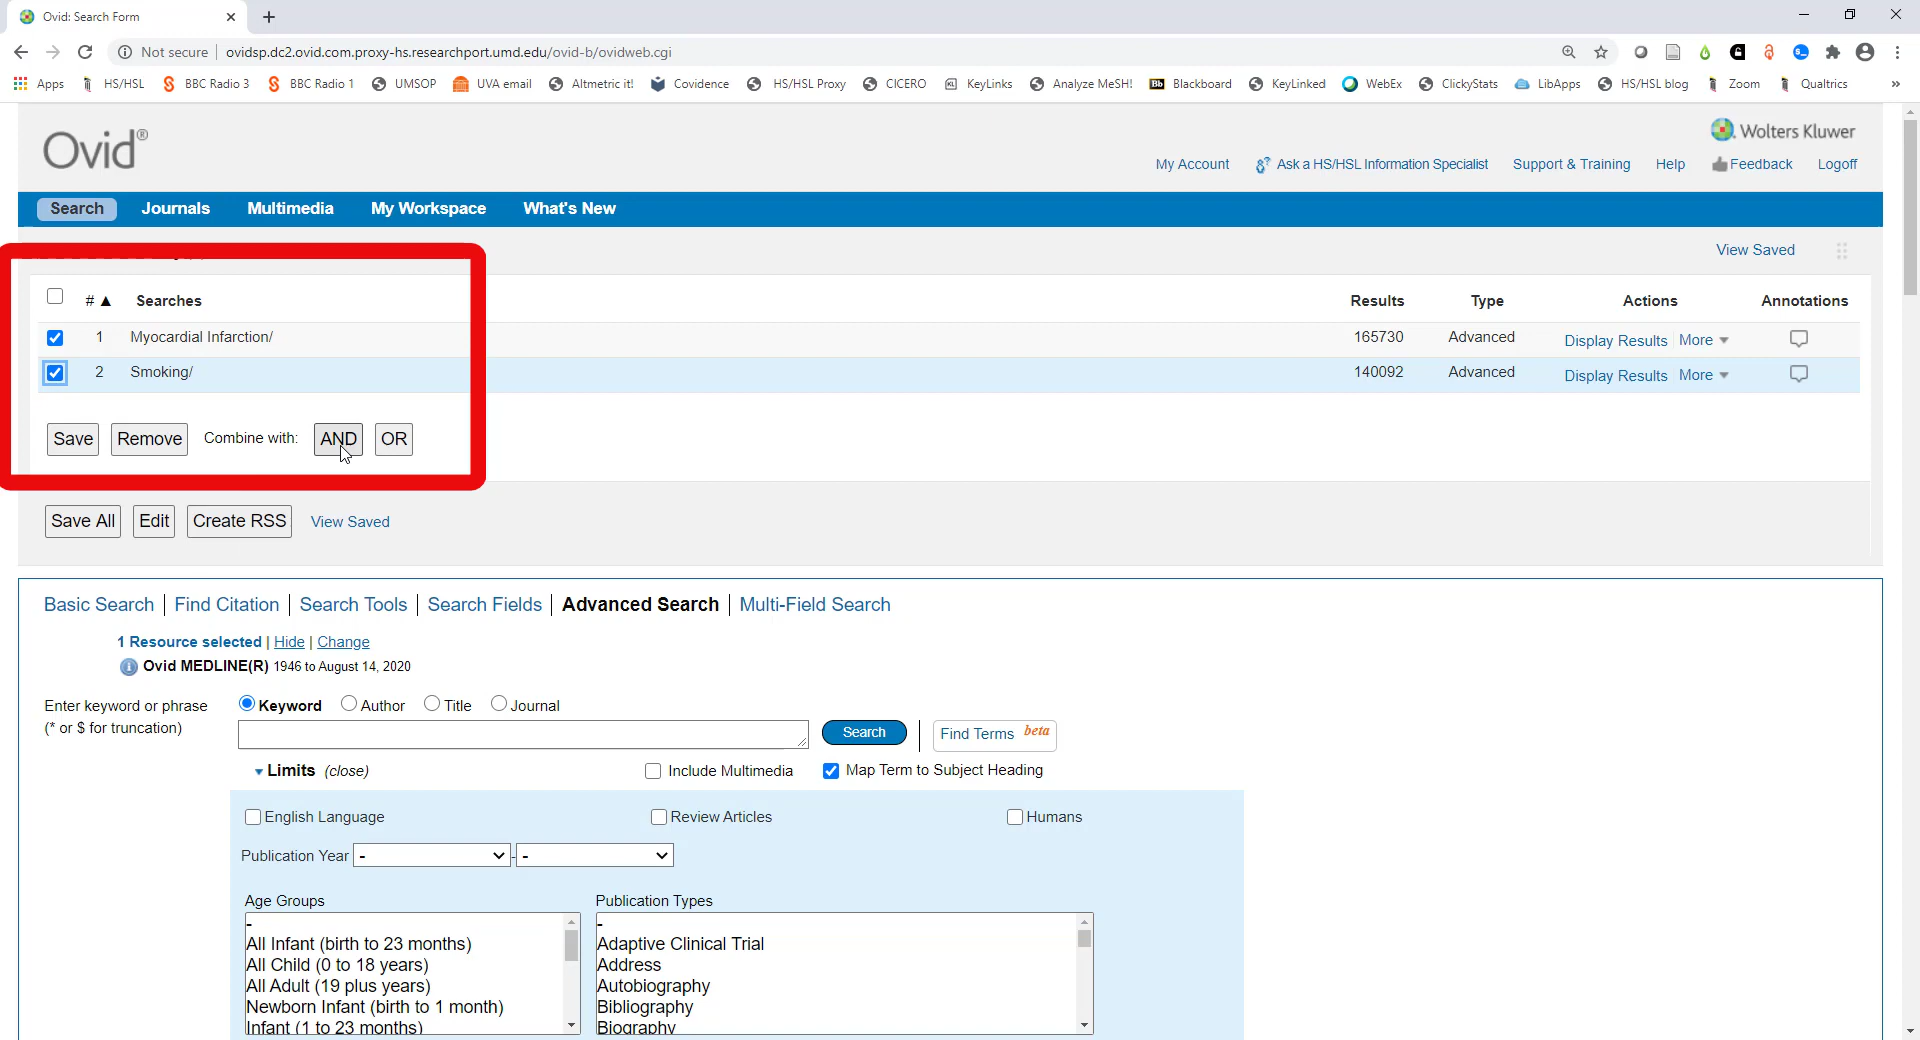 Ovid: Search Form
Not secure ovidsp.dc2.ovid.com.proxy-hs.researchport.umd.edu/ovid-b/ovidweb.cgi
Apps HS/HSL BBC Radio 3 BBC Radio 1 UMSOP UVA email Altmetric it! Covidence HS/HSL Proxy CICERO KeyLinks Analyze MeSH! Bb Blackboard KeyLinked WebEx ClickyStats LibApps HS/HSL blog Zoom Qualtrics »
Ovid®
Wolters Kluwer
My Account Ask a HS/HSL Information Specialist Support & Training Help Feedback Logoff
Search Journals Multimedia My Workspace What's New
View Saved
# ▲ Searches Results Type Actions Annotations
1 Myocardial Infarction/ 165730 Advanced Display Results More
2 Smoking/ 140092 Advanced Display Results More
Save Remove Combine with: AND OR
Save All Edit Create RSS View Saved
Basic Search | Find Citation | Search Tools | Search Fields | Advanced Search | Multi-Field Search
1 Resource selected | Hide | Change
Ovid MEDLINE(R) 1946 to August 14, 2020
Enter keyword or phrase
(* or $ for truncation)
Keyword Author Title Journal
Search Find Terms beta
Limits (close) Include Multimedia Map Term to Subject Heading
English Language Review Articles Humans
Publication Year - - -
Age Groups
-
All Infant (birth to 23 months)
All Child (0 to 18 years)
All Adult (19 plus years)
Newborn Infant (birth to 1 month)
Infant (1 to 23 months)
Publication Types
-
Adaptive Clinical Trial
Address
Autobiography
Bibliography
Biography